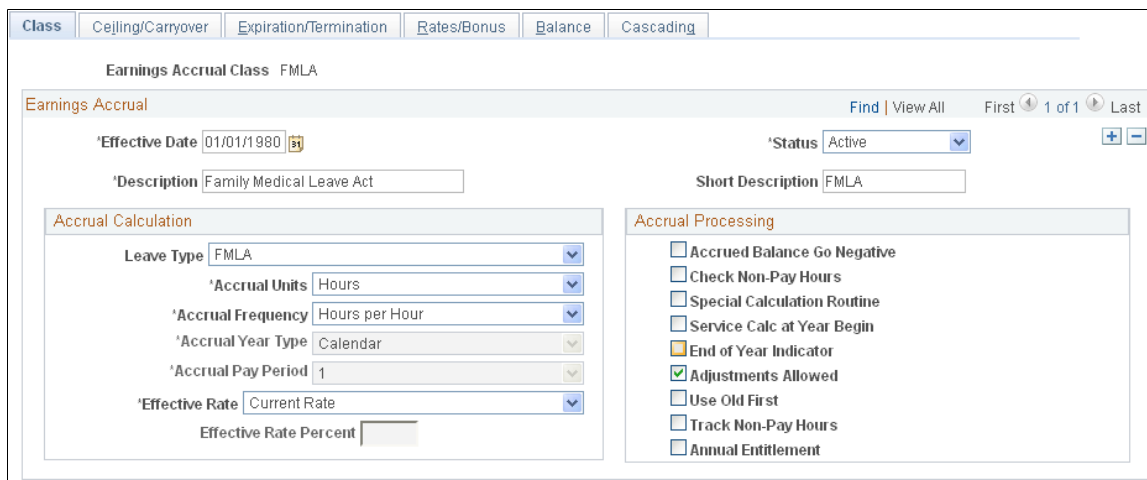 Class Ceiling/Carryover Expiration/Termination Rates/Bonus Balance Cascading
Earnings Accrual Class FMLA
Earnings Accrual Find | View All First 1 of 1 Last
*Effective Date 01/01/1980 31 *Status Active + -
*Description Family Medical Leave Act Short Description FMLA
Accrual Calculation
Leave Type FMLA
*Accrual Units Hours
*Accrual Frequency Hours per Hour
*Accrual Year Type Calendar
*Accrual Pay Period 1
*Effective Rate Current Rate
Effective Rate Percent
Accrual Processing
Accrued Balance Go Negative
Check Non-Pay Hours
Special Calculation Routine
Service Calc at Year Begin
End of Year Indicator
Adjustments Allowed
Use Old First
Track Non-Pay Hours
Annual Entitlement